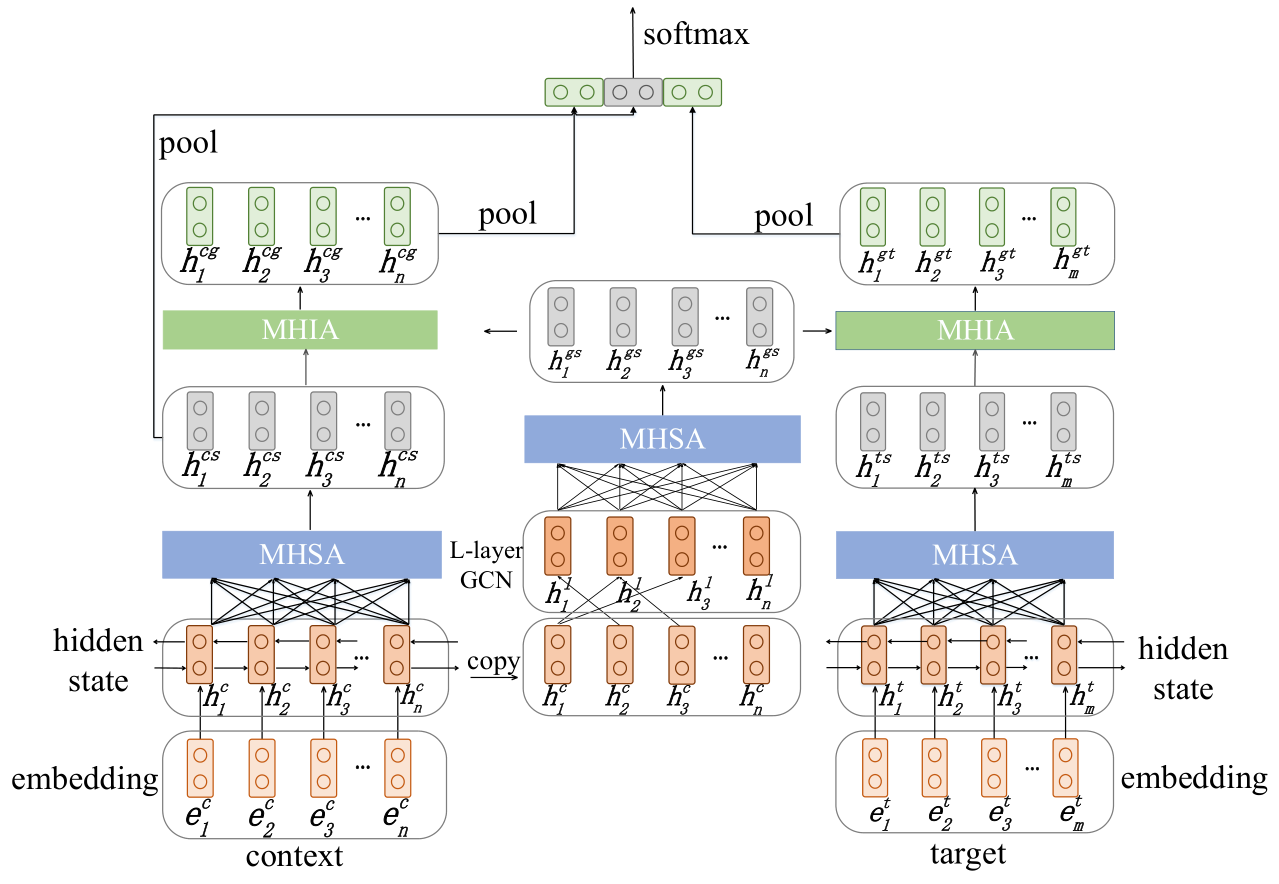 softmax
pool
pool
pool
h_1^{cg} h_2^{cg} h_3^{cg} ... h_n^{cg}
h_1^{gt} h_2^{gt} h_3^{gt} ... h_m^{gt}
MHIA
h_1^{gs} h_2^{gs} h_3^{gs} ... h_n^{gs}
MHIA
h_1^{cs} h_2^{cs} h_3^{cs} ... h_n^{cs}
MHSA
h_1^{ts} h_2^{ts} h_3^{ts} ... h_m^{ts}
MHSA
L-layer
GCN
h_1^l h_2^l h_3^l ... h_n^l
MHSA
hidden
state
h_1^c h_2^c h_3^c ... h_n^c
copy
h_1^c h_2^c h_3^c ... h_n^c
h_1^t h_2^t h_3^t ... h_m^t
hidden
state
embedding
e_1^c e_2^c e_3^c ... e_n^c
context
e_1^t e_2^t e_3^t ... e_m^t
embedding
target